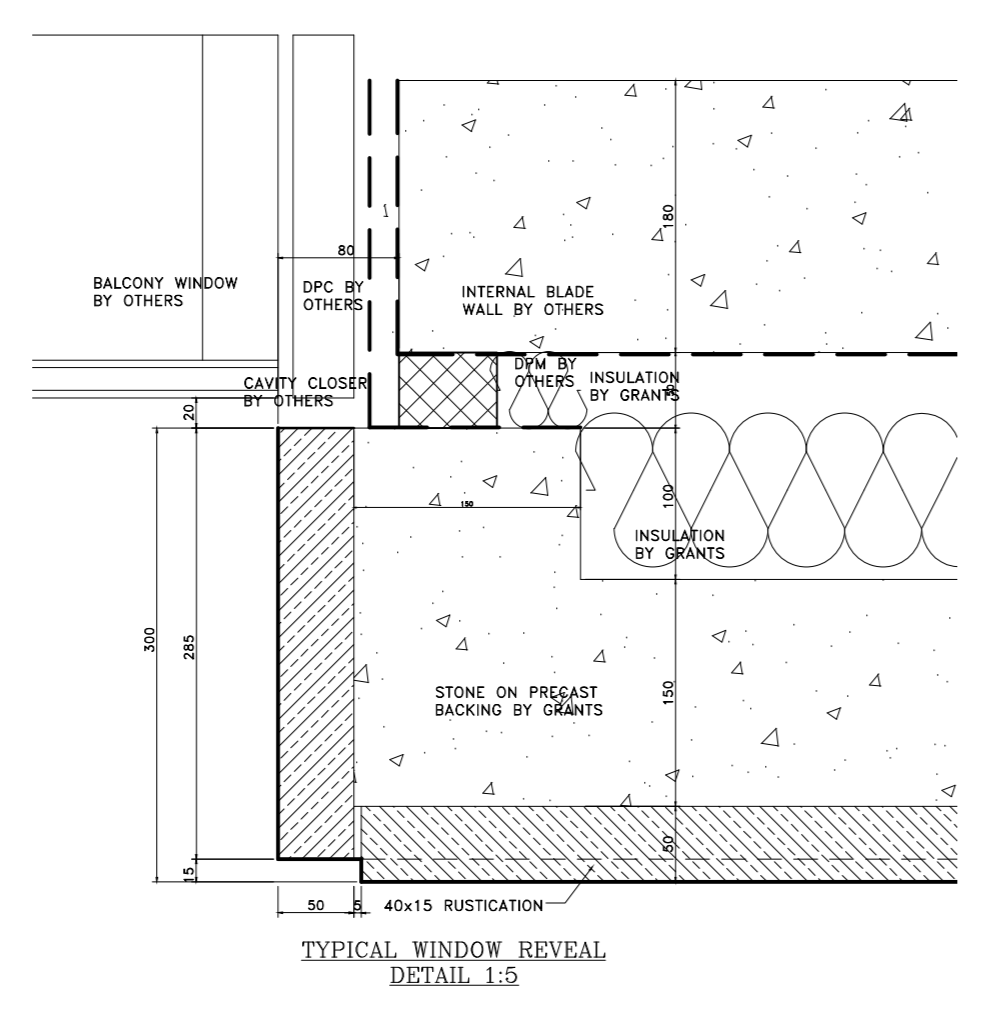 180
80
BALCONY WINDOW
BY OTHERS
DPC BY
OTHERS
INTERNAL BLADE
WALL BY OTHERS
DPM BY
OTHERS
INSULATION
BY GRANTS
CAVITY CLOSER
BY OTHERS
20
100
150
INSULATION
BY GRANTS
300
285
STONE ON PRECAST
BACKING BY GRANTS
150
50
15
50
5
40x15 RUSTICATION
TYPICAL WINDOW REVEAL
DETAIL 1:5